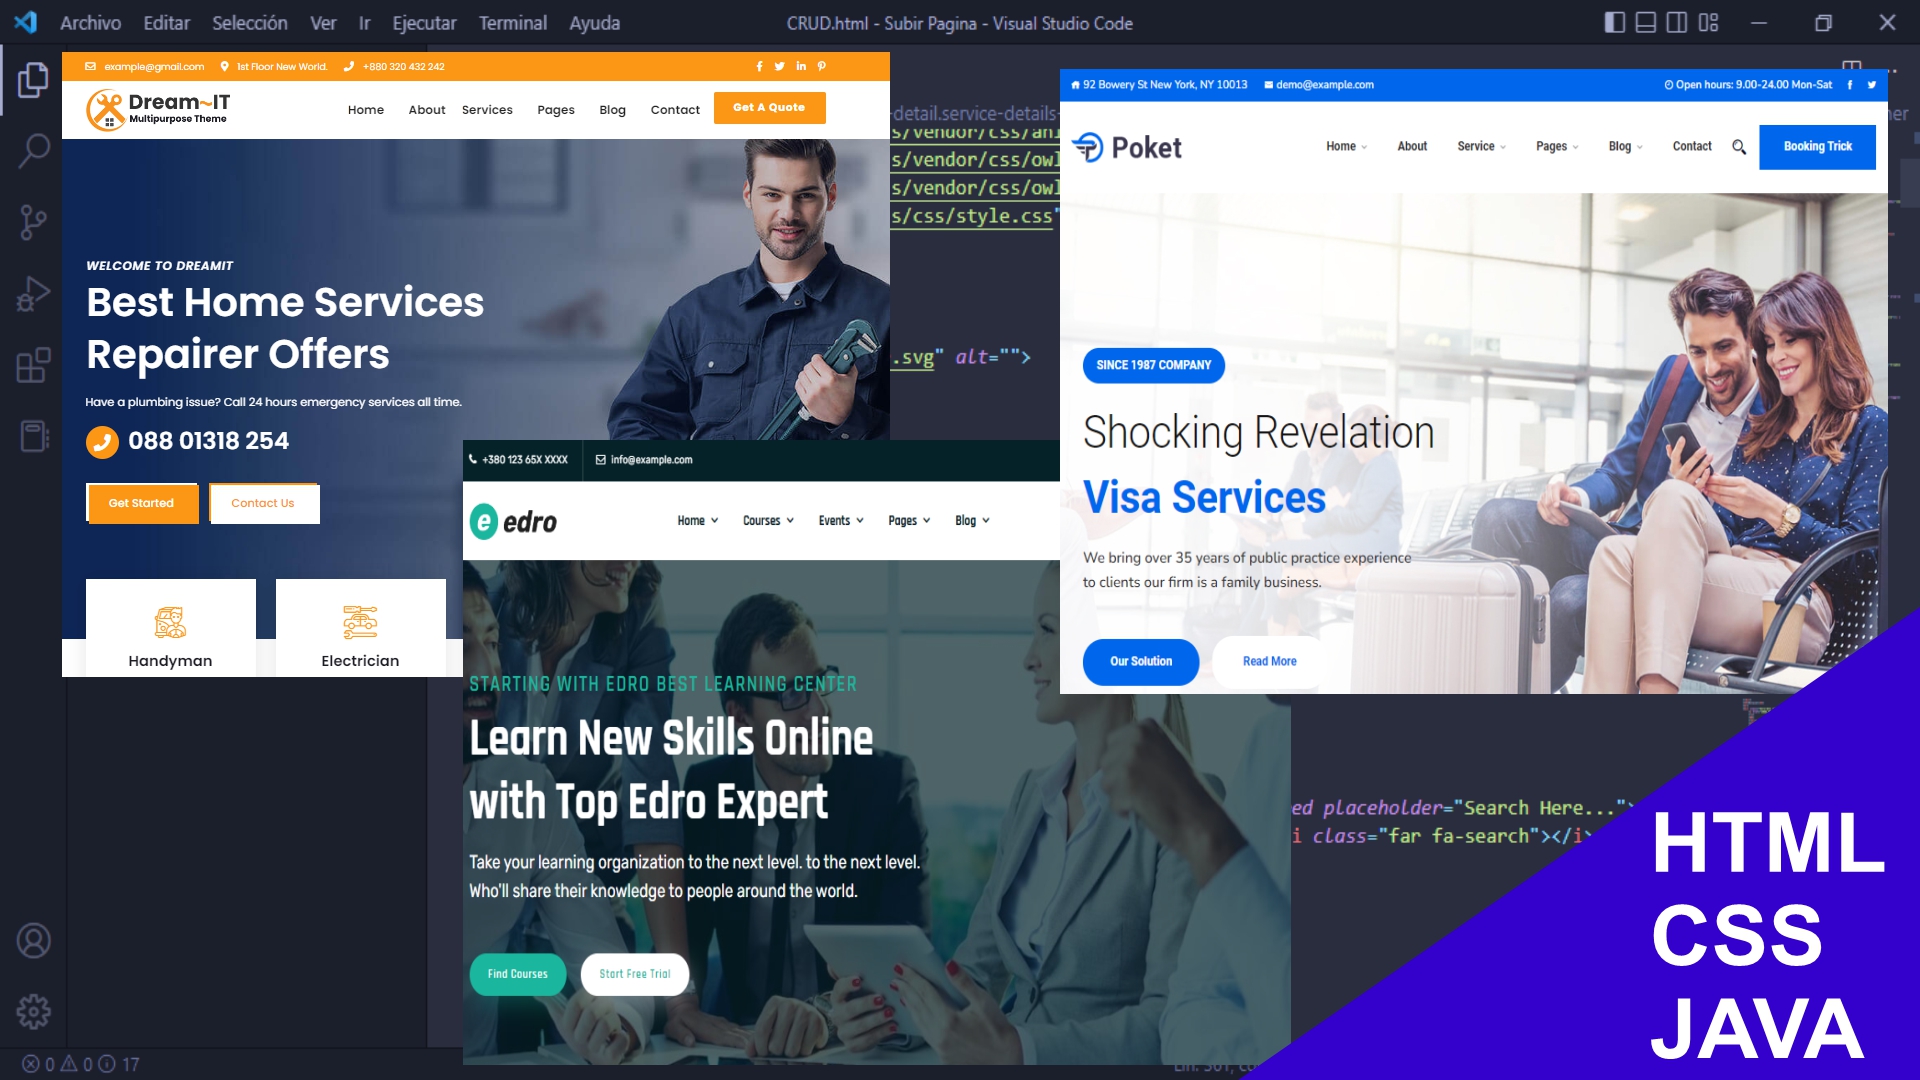 Archivo Editar Selección Ver Ir Ejecutar Terminal Ayuda
CRUD.html - Subir Pagina - Visual Studio Code
example@gmail.com 1st Floor New World. +880 320 432 242
Dream~IT
Multipurpose Theme
Home About Services Pages Blog Contact Get A Quote
WELCOME TO DREAMIT
Best Home Services
Repairer Offers
Have a plumbing issue? Call 24 hours emergency services all time.
088 01318 254
Get Started Contact Us
Handyman Electrician
-detail.service-details-
s/vendor/css/ani
s/vendor/css/owl
s/vendor/css/owl
s/css/style.css"
.svg" alt="">
92 Bowery St New York, NY 10013 demo@example.com Open hours: 9.00-24.00 Mon-Sat
Poket
Home About Service Pages Blog Contact Booking Trick
SINCE 1987 COMPANY
Shocking Revelation
Visa Services
We bring over 35 years of public practice experience
to clients our firm is a family business.
Our Solution Read More
+380 123 65X XXXX info@example.com
e edro
Home Courses Events Pages Blog
STARTING WITH EDRO BEST LEARNING CENTER
Learn New Skills Online
with Top Edro Expert
Take your learning organization to the next level. to the next level.
Who'll share their knowledge to people around the world.
Find Courses Start Free Trial
ed placeholder="Search Here...">
i class="far fa-search"></i>
HTML
CSS
JAVA
0 0 17